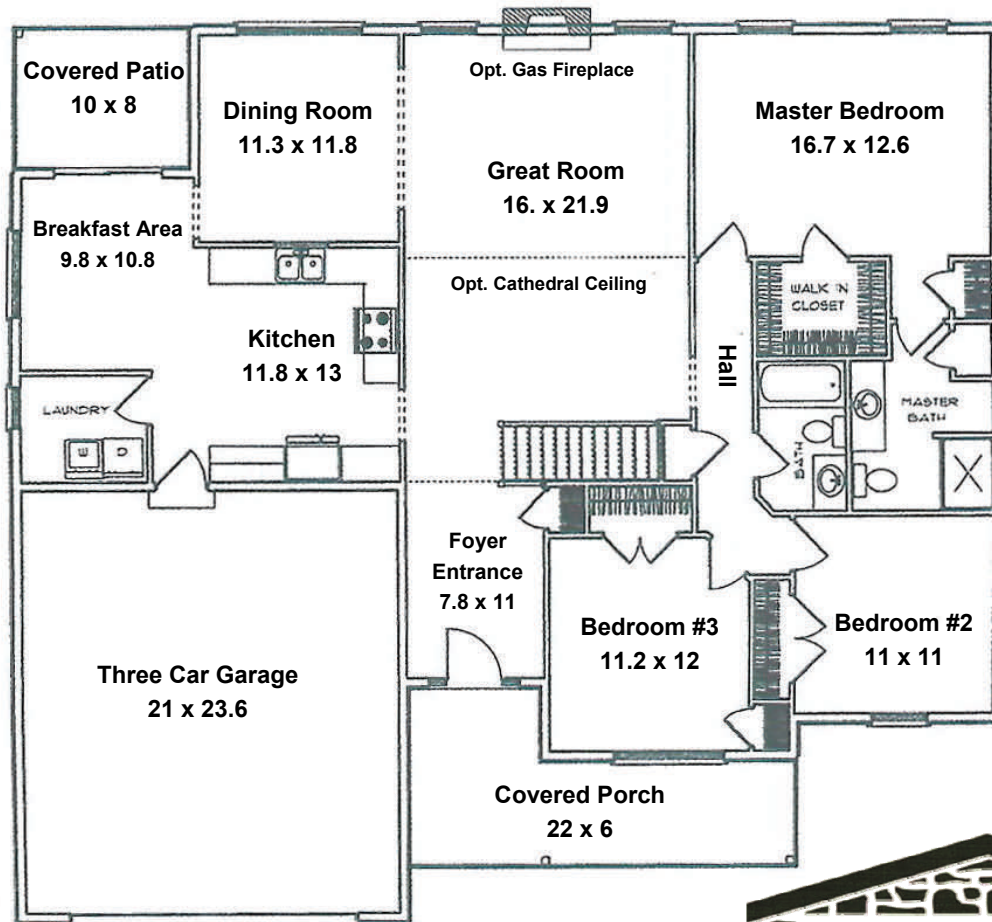 Covered Patio
10 x 8
Dining Room
11.3 x 11.8
Opt. Gas Fireplace
Great Room
16. x 21.9
Master Bedroom
16.7 x 12.6
Breakfast Area
9.8 x 10.8
Opt. Cathedral Ceiling
WALK 'N
CLOSET
Kitchen
11.8 x 13
Hall
LAUNDRY
W D
BATH
MASTER
BATH
Foyer
Entrance
7.8 x 11
Bedroom #3
11.2 x 12
Bedroom #2
11 x 11
Three Car Garage
21 x 23.6
Covered Porch
22 x 6